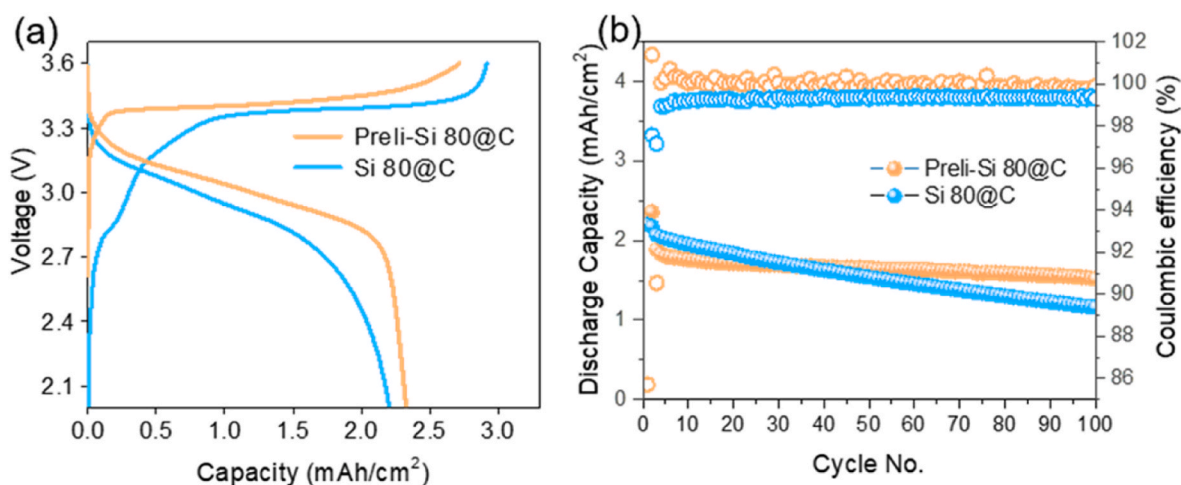 (a)
3.6
3.3
3.0
2.7
2.4
2.1
Voltage (V)
Preli-Si 80@C
Si 80@C
0.0 0.5 1.0 1.5 2.0 2.5 3.0
Capacity (mAh/cm²)
(b)
4
3
2
1
0
Discharge Capacity (mAh/cm²)
Preli-Si 80@C
Si 80@C
102
100
98
96
94
92
90
88
86
Coulombic efficiency (%)
0 10 20 30 40 50 60 70 80 90 100
Cycle No.